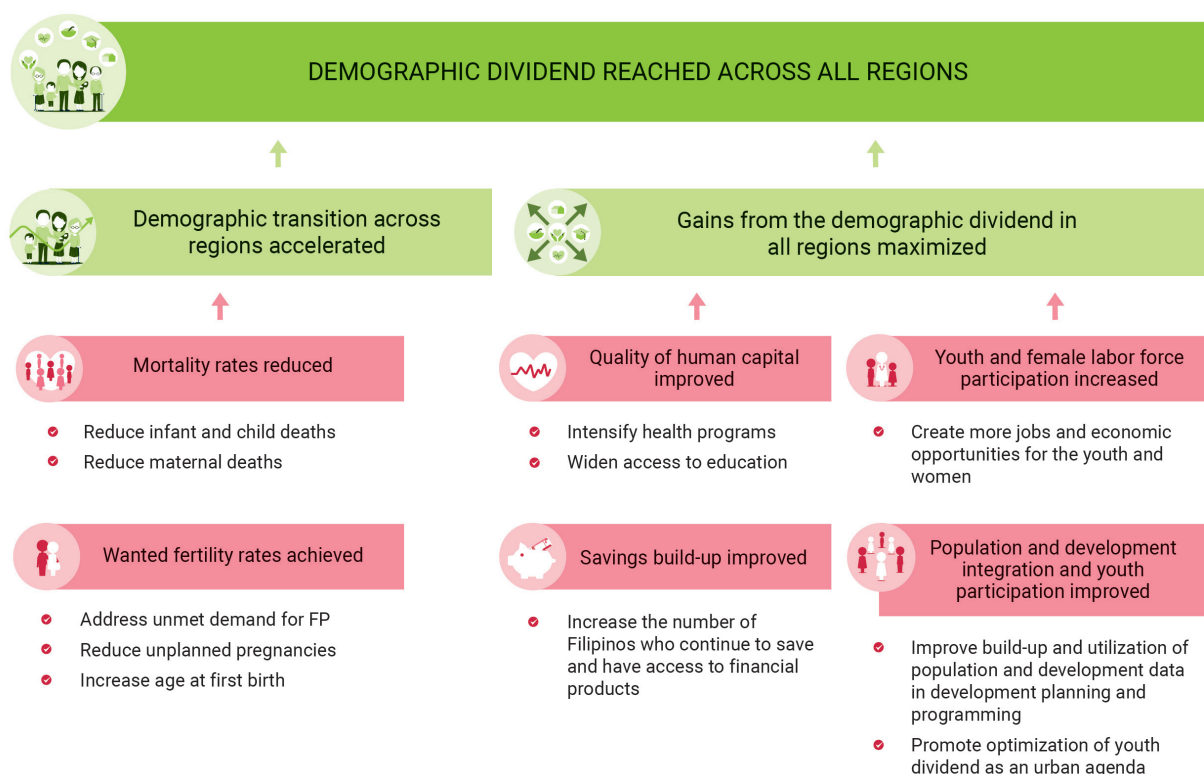 DEMOGRAPHIC DIVIDEND REACHED ACROSS ALL REGIONS
Demographic transition across
regions accelerated
Gains from the demographic dividend in
all regions maximized
Mortality rates reduced
Reduce infant and child deaths
Reduce maternal deaths
Wanted fertility rates achieved
Address unmet demand for FP
Reduce unplanned pregnancies
Increase age at first birth
Quality of human capital
improved
Intensify health programs
Widen access to education
Savings build-up improved
Increase the number of
Filipinos who continue to save
and have access to financial
products
Youth and female labor force
participation increased
Create more jobs and economic
opportunities for the youth and
women
Population and development
integration and youth
participation improved
Improve build-up and utilization of
population and development data
in development planning and
programming
Promote optimization of youth
dividend as an urban agenda